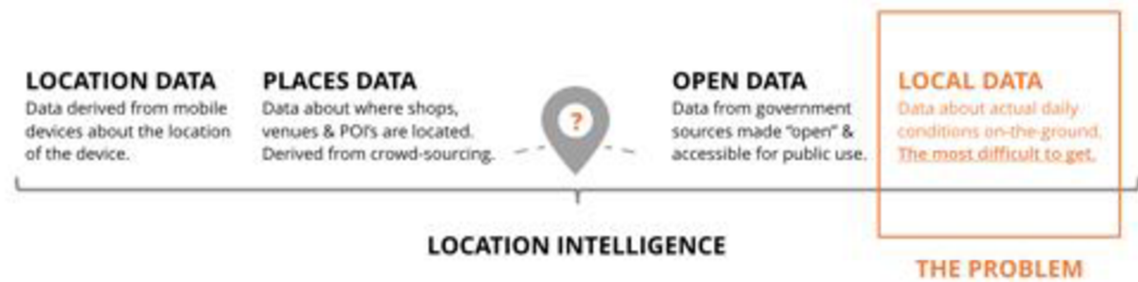 LOCATION DATA
Data derived from mobile
devices about the location
of the device.
PLACES DATA
Data about where shops,
venues & POI's are located.
Derived from crowd-sourcing.
?
OPEN DATA
Data from government
sources made "open" &
accessible for public use.
LOCAL DATA
Data about actual daily
conditions on-the-ground.
The most difficult to get.
LOCATION INTELLIGENCE
THE PROBLEM